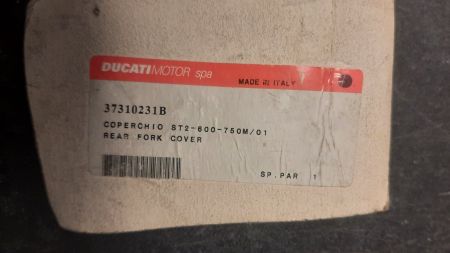 DUCATIMOTOR spa
MADE IN ITALY
37310231B
COPERCHIO ST2-600-750M/01
REAR FORK COVER
SP.PAR 1